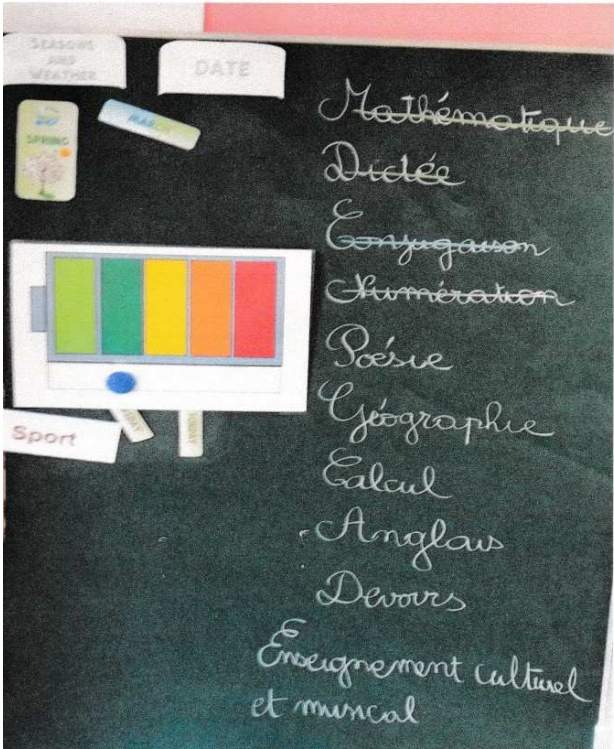 SEASONS
AND
WEATHER
DATE
SPRING
MARCH
Mathématique
Dictée
Conjugaison
Numération
Poésie
Géographie
Sport
Calcul
Anglais
Devoirs
Enseignement culturel
et musical